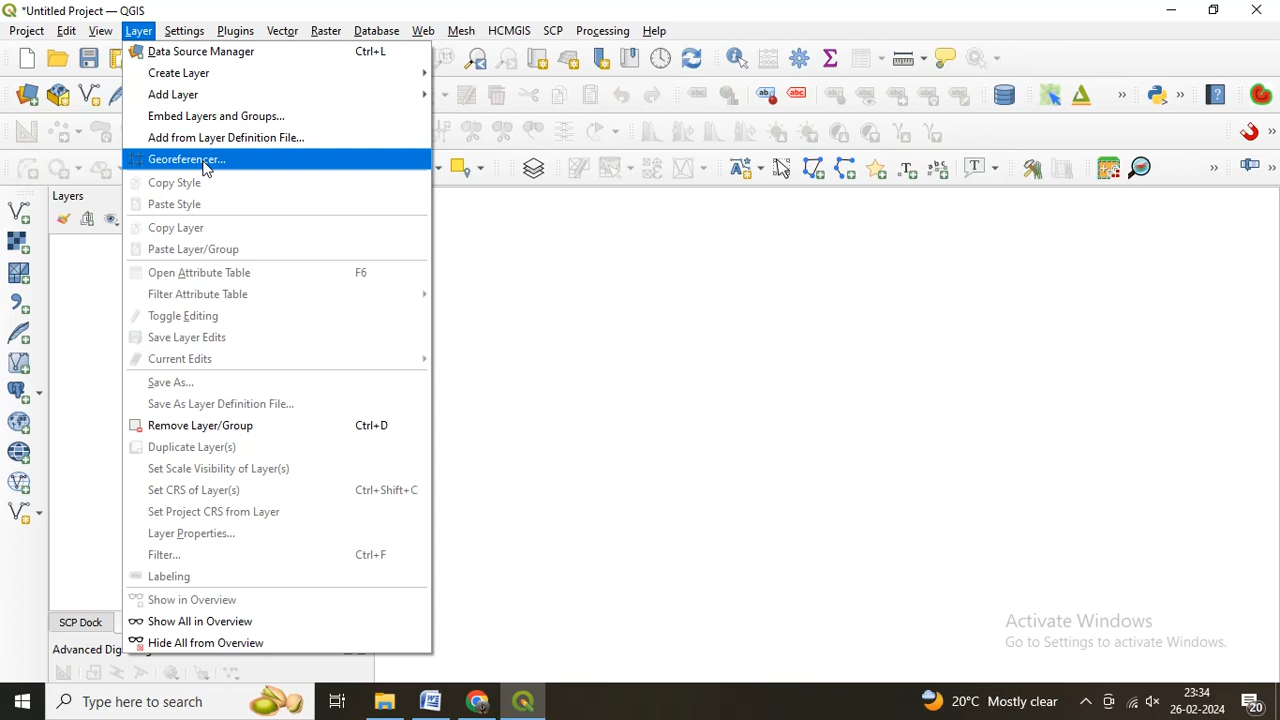 *Untitled Project — QGIS
Project Edit View Layer Settings Plugins Vector Raster Database Web Mesh HCMGIS SCP Processing Help
Data Source Manager Ctrl+L
Create Layer
Add Layer
Embed Layers and Groups...
Add from Layer Definition File...
Georeferencer...
Copy Style
Paste Style
Copy Layer
Paste Layer/Group
Open Attribute Table F6
Filter Attribute Table
Toggle Editing
Save Layer Edits
Current Edits
Save As...
Save As Layer Definition File...
Remove Layer/Group Ctrl+D
Duplicate Layer(s)
Set Scale Visibility of Layer(s)
Set CRS of Layer(s) Ctrl+Shift+C
Set Project CRS from Layer
Layer Properties...
Filter... Ctrl+F
Labeling
Show in Overview
Show All in Overview
Hide All from Overview
Layers
SCP Dock
Advanced Dig
Activate Windows
Go to Settings to activate Windows.
Type here to search
20°C Mostly clear
23:34
26-02-2024
20